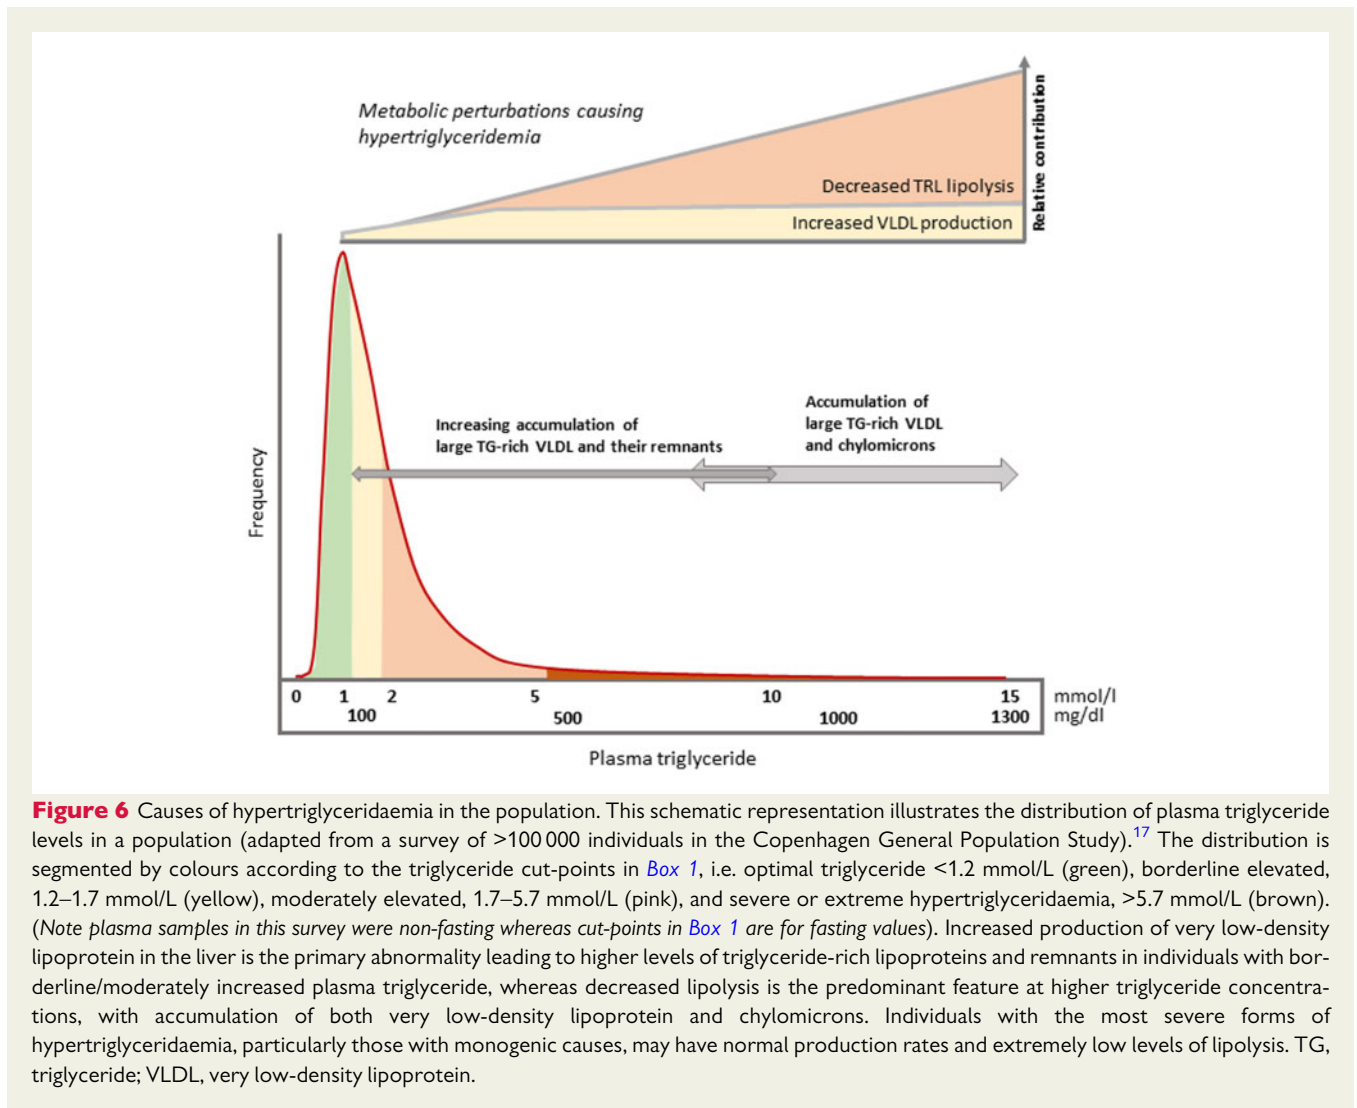 Metabolic perturbations causing
hypertriglyceridemia
Relative contribution
Decreased TRL lipolysis
Increased VLDL production
Accumulation of
large TG-rich VLDL
and chylomicrons
Increasing accumulation of
large TG-rich VLDL and their remnants
Frequency
0 1 2 5 10 15 mmol/l
100 500 1000 1300 mg/dl
Plasma triglyceride
Figure 6 Causes of hypertriglyceridaemia in the population. This schematic representation illustrates the distribution of plasma triglyceride
levels in a population (adapted from a survey of >100 000 individuals in the Copenhagen General Population Study).17 The distribution is
segmented by colours according to the triglyceride cut-points in Box 1, i.e. optimal triglyceride <1.2 mmol/L (green), borderline elevated,
1.2–1.7 mmol/L (yellow), moderately elevated, 1.7–5.7 mmol/L (pink), and severe or extreme hypertriglyceridaemia, >5.7 mmol/L (brown).
(Note plasma samples in this survey were non-fasting whereas cut-points in Box 1 are for fasting values). Increased production of very low-density
lipoprotein in the liver is the primary abnormality leading to higher levels of triglyceride-rich lipoproteins and remnants in individuals with bor-
derline/moderately increased plasma triglyceride, whereas decreased lipolysis is the predominant feature at higher triglyceride concentra-
tions, with accumulation of both very low-density lipoprotein and chylomicrons. Individuals with the most severe forms of
hypertriglyceridaemia, particularly those with monogenic causes, may have normal production rates and extremely low levels of lipolysis. TG,
triglyceride; VLDL, very low-density lipoprotein.